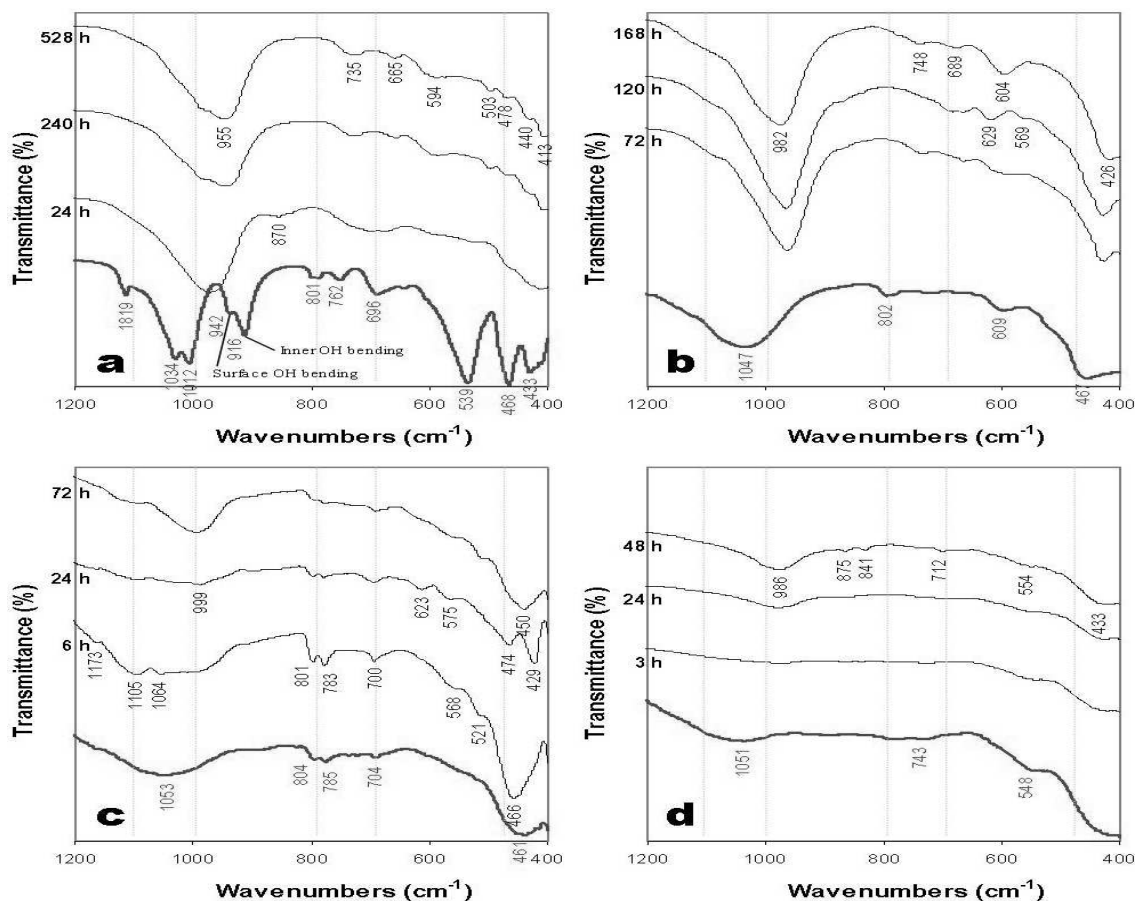 528 h
240 h
24 h
955
735
665
594
503
478
440
413
870
1819
1034
1012
942
916
801
762
696
539
468
433
Inner OH bending
Surface OH bending
a
Transmittance (%)
1200 1000 800 600 400
Wavenumbers (cm-1)
168 h
120 h
72 h
982
748
689
604
629
569
426
1047
802
609
467
b
Transmittance (%)
1200 1000 800 600 400
Wavenumbers (cm-1)
72 h
24 h
6 h
999
623
575
474
450
429
1173
1105
1064
801
783
700
568
521
466
1053
804
785
704
461
c
Transmittance (%)
1200 1000 800 600 400
Wavenumbers (cm-1)
48 h
24 h
3 h
986
875
841
712
554
433
1051
743
548
d
Transmittance (%)
1200 1000 800 600 400
Wavenumbers (cm-1)